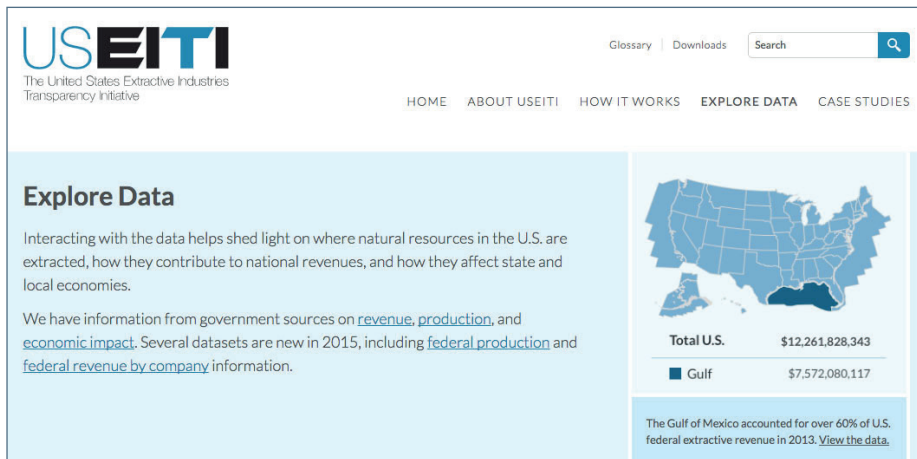 USEITI
The United States Extractive Industries
Transparency Initiative
Glossary
Downloads
Search
HOME ABOUT USEITI HOW IT WORKS EXPLORE DATA CASE STUDIES
Explore Data
Interacting with the data helps shed light on where natural resources in the U.S. are
extracted, how they contribute to national revenues, and how they affect state and
local economies.
We have information from government sources on revenue, production, and
economic impact. Several datasets are new in 2015, including federal production and
federal revenue by company information.
Total U.S. $12,261,828,343
Gulf $7,572,080,117
The Gulf of Mexico accounted for over 60% of U.S.
federal extractive revenue in 2013. View the data.